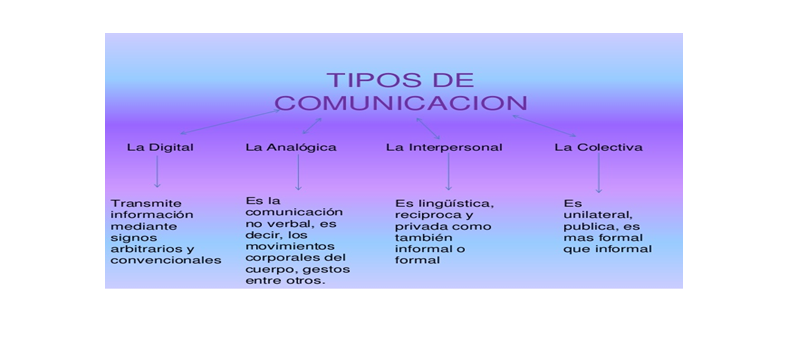 TIPOS DE
COMUNICACION
La Digital
La Analógica
La Interpersonal
La Colectiva
Transmite
información
mediante
signos
arbitrarios y
convencionales
Es la
comunicación
no verbal, es
decir, los
movimientos
corporales del
cuerpo, gestos
entre otros.
Es lingüística,
reciproca y
privada como
también
informal o
formal
Es
unilateral,
publica, es
mas formal
que informal